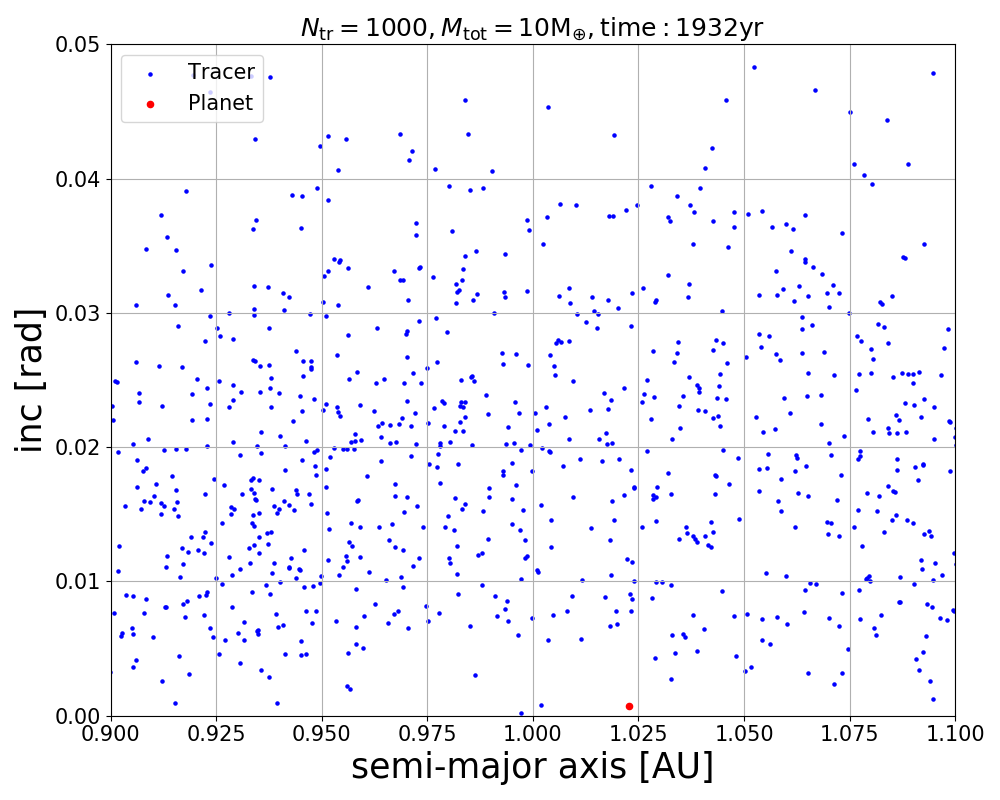 N_tr = 1000, M_tot = 10M_⊕, time : 1932yr
0.05
Tracer
Planet
0.04
0.03
0.02
0.01
0.00
inc [rad]
0.900 0.925 0.950 0.975 1.000 1.025 1.050 1.075 1.100
semi-major axis [AU]